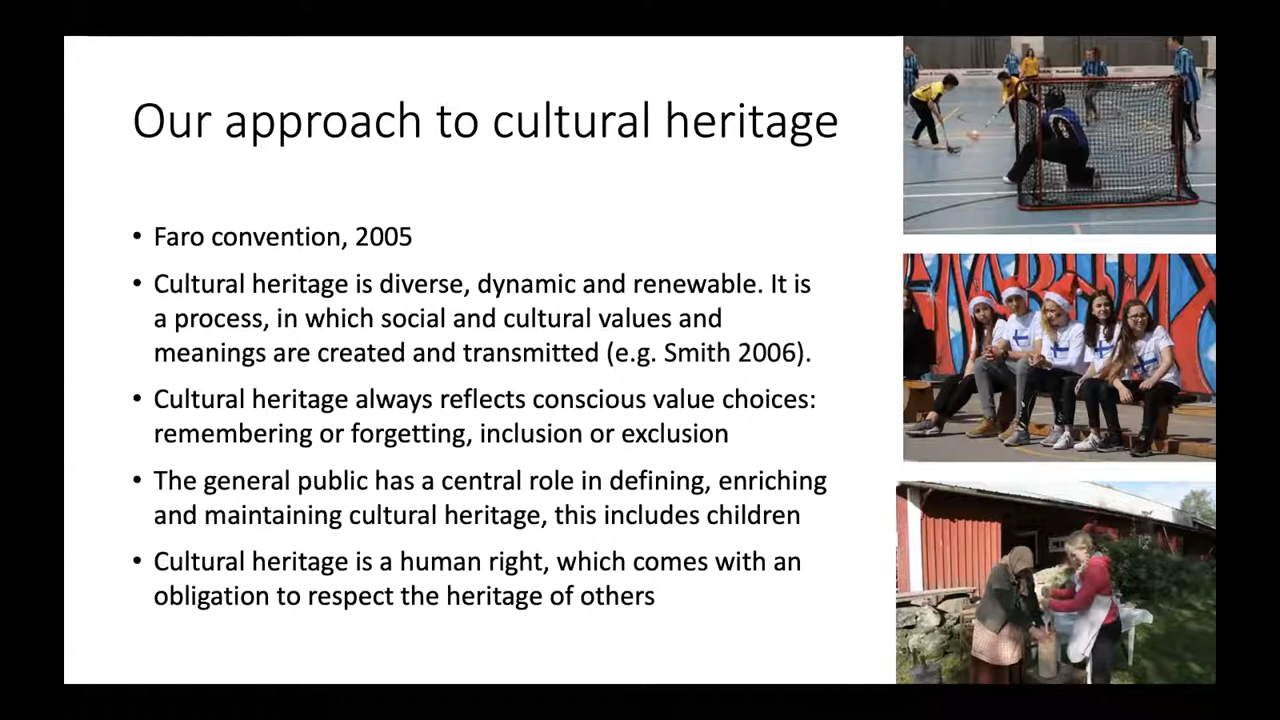 Our approach to cultural heritage
• Faro convention, 2005
• Cultural heritage is diverse, dynamic and renewable. It is
a process, in which social and cultural values and
meanings are created and transmitted (e.g. Smith 2006).
• Cultural heritage always reflects conscious value choices:
remembering or forgetting, inclusion or exclusion
• The general public has a central role in defining, enriching
and maintaining cultural heritage, this includes children
• Cultural heritage is a human right, which comes with an
obligation to respect the heritage of others